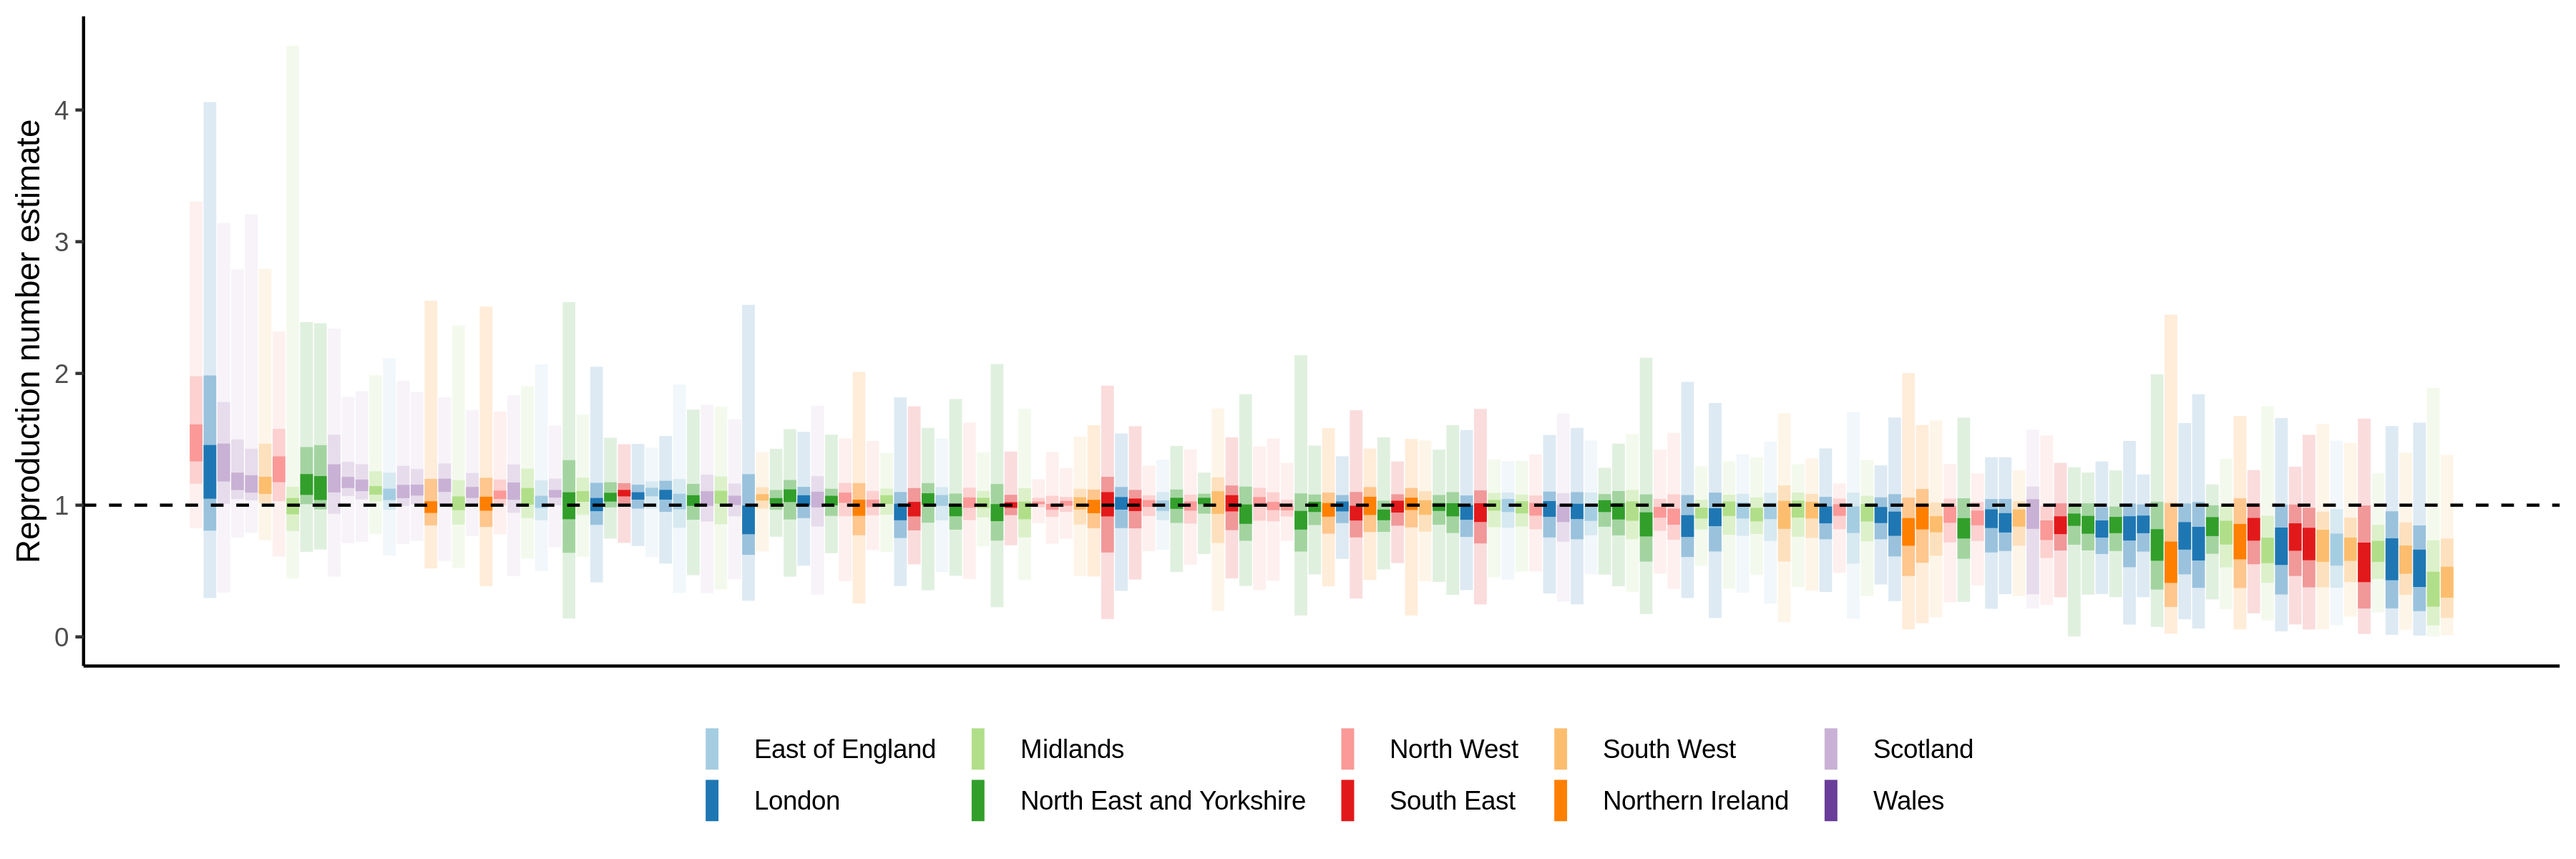 Reproduction number estimate
4
3
2
1
0
East of England
Midlands
North West
South West
Scotland
London
North East and Yorkshire
South East
Northern Ireland
Wales